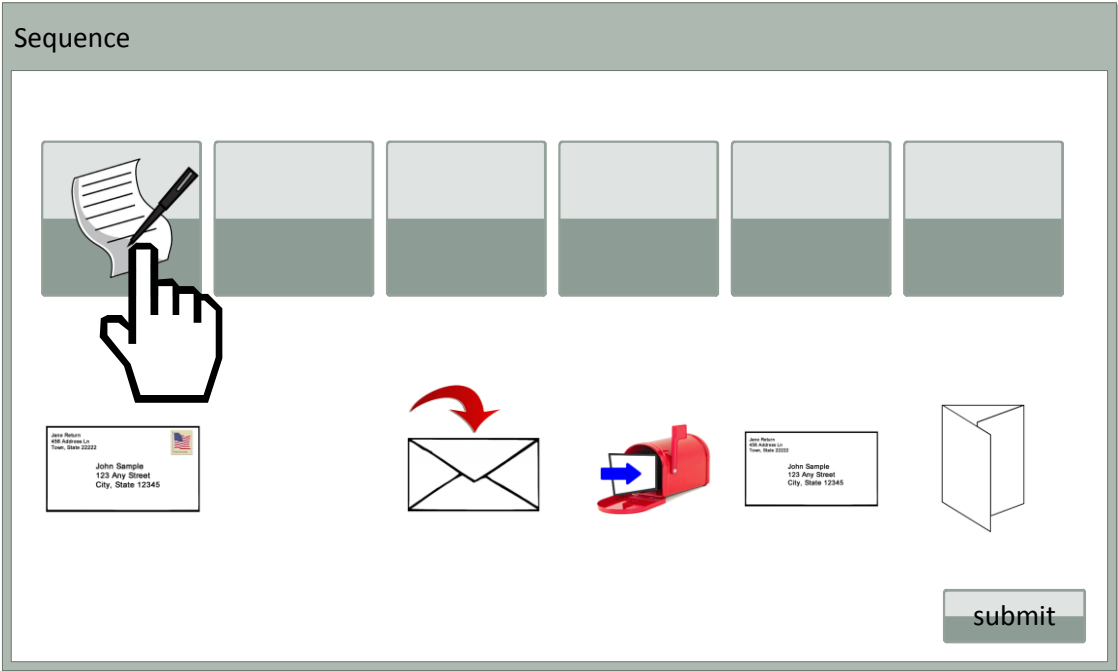 Sequence
Jane Return
456 Address Ln
Town, State 22222
John Sample
123 Any Street
City, State 12345
Jane Return
456 Address Ln
Town, State 22222
John Sample
123 Any Street
City, State 12345
submit